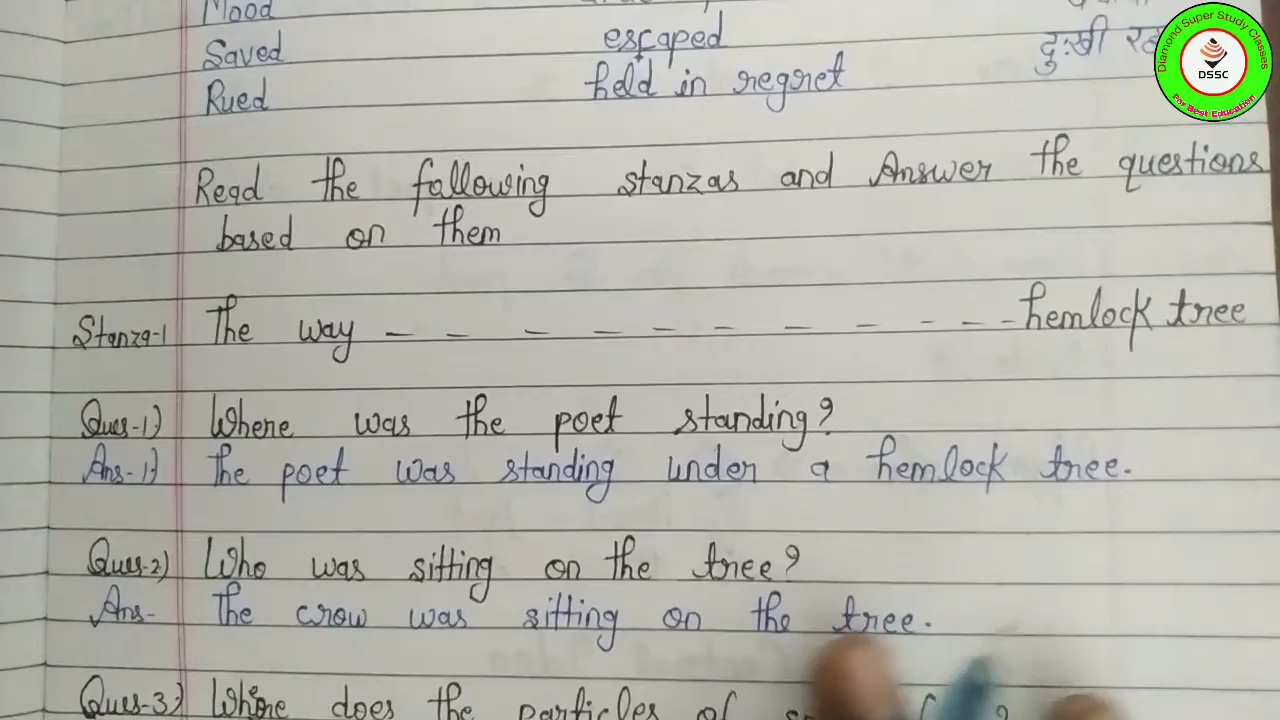 Mood
Saved escaped दुःखी
Rued held in regret
Read the following stanzas and Answer the questions
based on them
Stanza-1 The way — — — — — — — — — — hemlock tree
Ques-1) Where was the poet standing?
Ans-1) The poet was standing under a hemlock tree.
Ques-2) Who was sitting on the tree?
Ans- The crow was sitting on the tree.
Ques-3) Where does the particles of
Diamond Super Study Classes
DSSC
For Best Education